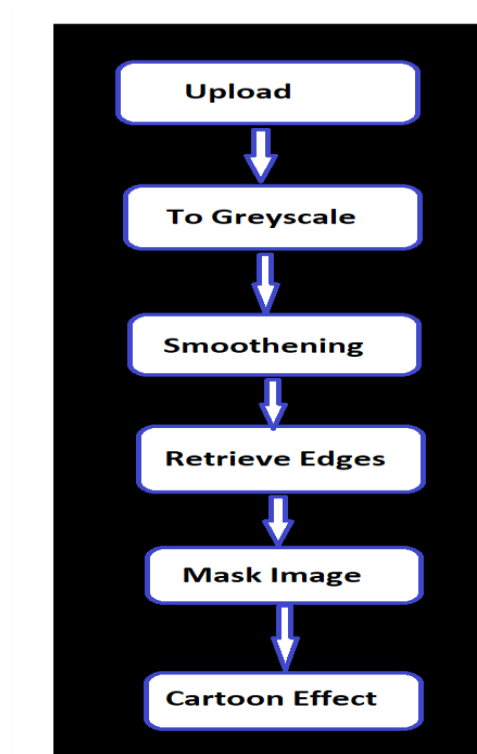 Upload
To Greyscale
Smoothening
Retrieve Edges
Mask Image
Cartoon Effect